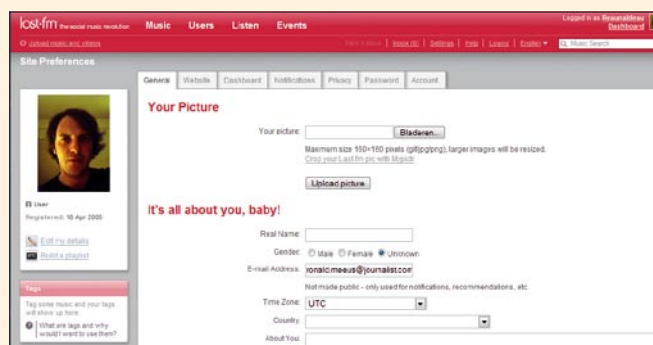 last·fm the social music revolution
Music Users Listen Events
Logged in as
Dashboard
Upload music and videos
Inbox (0) | Settings | Help | Logout | English
Music Search
Site Preferences
General Website Dashboard Notifications Privacy Password Account
Your Picture
Your picture:
Bladeren...
Maximum size 160×160 pixels (gif/jpg/png), larger images will be resized.
Crop your Last.fm pic with Mypictr
Upload picture
User
Registered: 18 Apr 2005
Edit my details
Build a playlist
Tags
Tag some music and your tags
will show up here.
What are tags and why
would I want to use them?
It's all about you, baby!
Real Name:
Gender: Male Female Unknown
E-mail Address: ronald.meeus@journalist.com
Not made public - only used for notifications, recommendations, etc.
Time Zone: UTC
Country:
About You: